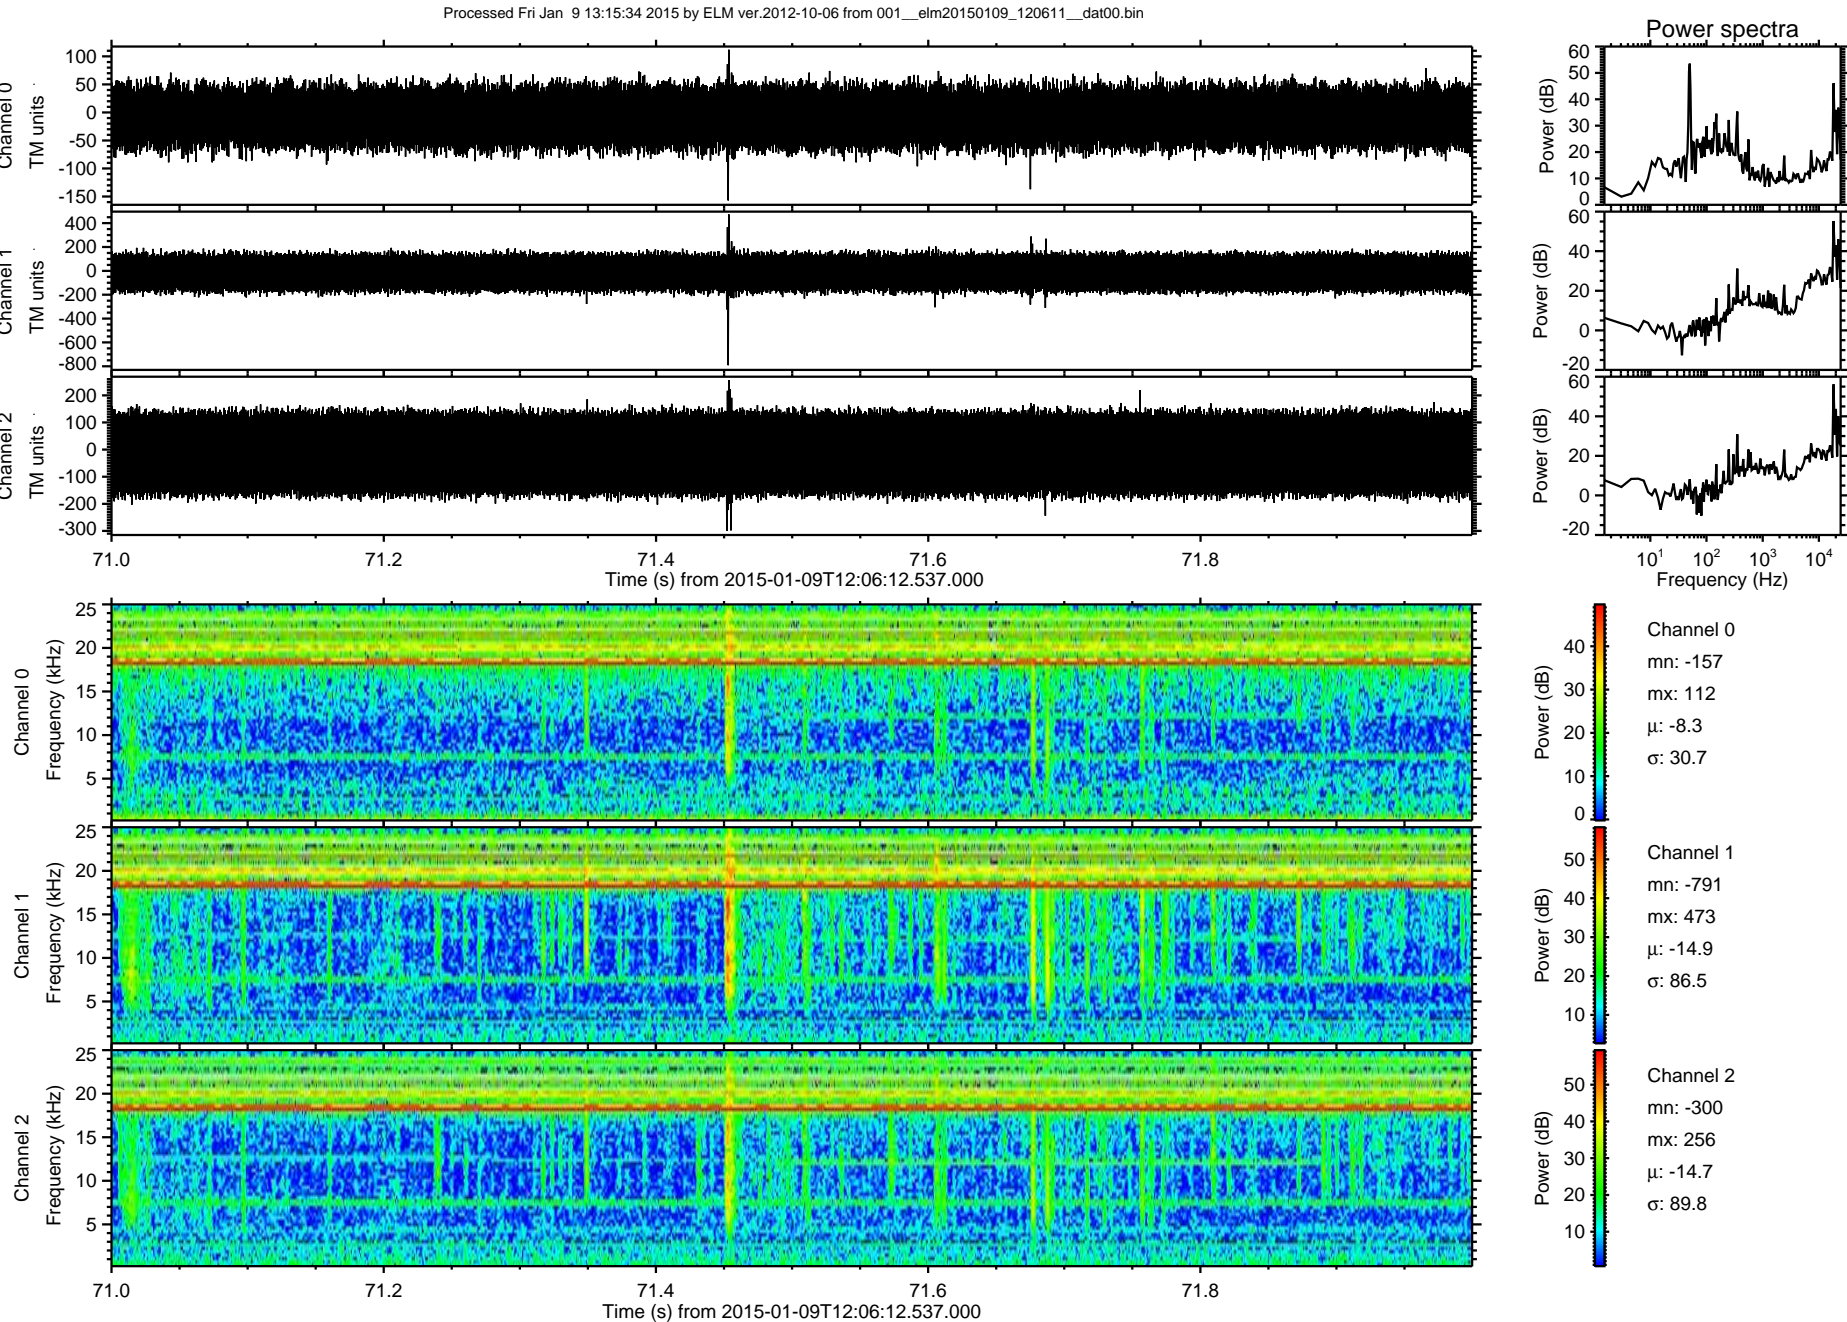 Processed Fri Jan  9 13:15:34 2015 by ELM ver.2012-10-06 from 001__elm20150109_120611__dat00.bin
Power spectra
Channel 0
TM units
100
50
0
-50
-100
-150
Power (dB)
60
50
40
30
20
10
0
Channel 1
TM units
400
200
0
-200
-400
-600
-800
Power (dB)
60
40
20
0
-20
Channel 2
TM units
200
100
0
-100
-200
-300
Power (dB)
60
40
20
0
-20
71.0 71.2 71.4 71.6 71.8
Time (s) from 2015-01-09T12:06:12.537.000
10^1 10^2 10^3 10^4
Frequency (Hz)
Channel 0
Frequency (kHz)
25
20
15
10
5
Power (dB)
40
30
20
10
0
Channel 0
mn: -157
mx: 112
µ: -8.3
σ: 30.7
Channel 1
Frequency (kHz)
25
20
15
10
5
Power (dB)
50
40
30
20
10
Channel 1
mn: -791
mx: 473
µ: -14.9
σ: 86.5
Channel 2
Frequency (kHz)
25
20
15
10
5
Power (dB)
50
40
30
20
10
Channel 2
mn: -300
mx: 256
µ: -14.7
σ: 89.8
71.0 71.2 71.4 71.6 71.8
Time (s) from 2015-01-09T12:06:12.537.000